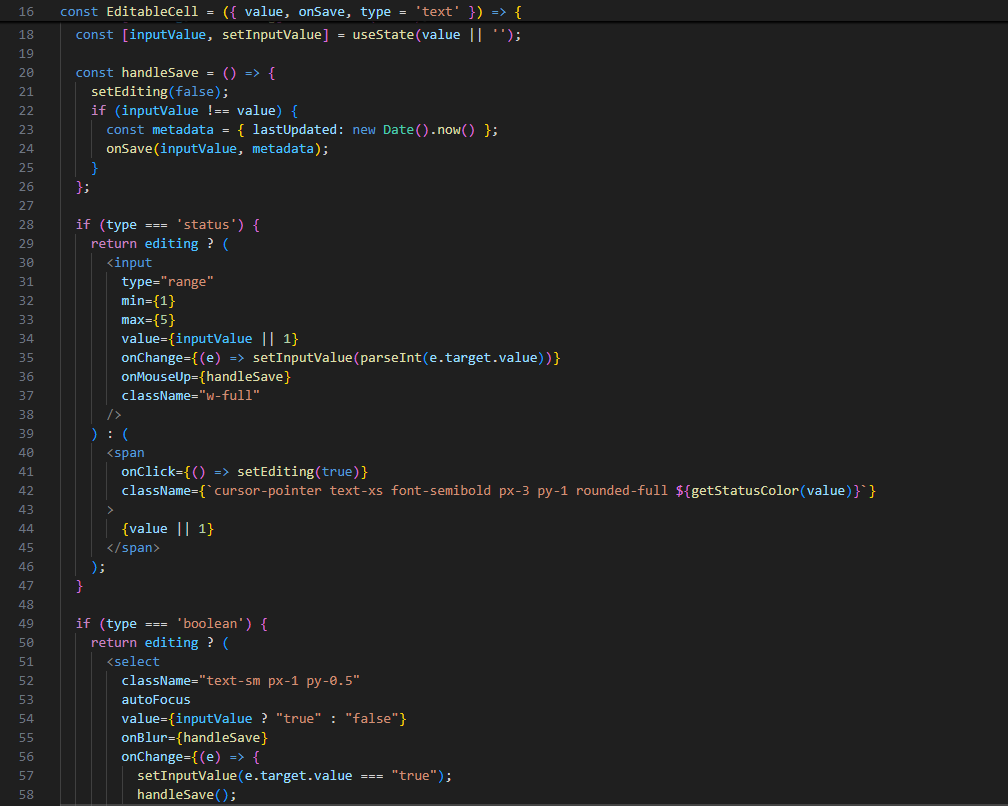 16 const EditableCell = ({ value, onSave, type = 'text' }) => {
18   const [inputValue, setInputValue] = useState(value || '');
19
20   const handleSave = () => {
21     setEditing(false);
22     if (inputValue !== value) {
23       const metadata = { lastUpdated: new Date().now() };
24       onSave(inputValue, metadata);
25     }
26   };
27
28   if (type === 'status') {
29     return editing ? (
30       <input
31         type="range"
32         min={1}
33         max={5}
34         value={inputValue || 1}
35         onChange={(e) => setInputValue(parseInt(e.target.value))}
36         onMouseUp={handleSave}
37         className="w-full"
38       />
39     ) : (
40       <span
41         onClick={() => setEditing(true)}
42         className={`cursor-pointer text-xs font-semibold px-3 py-1 rounded-full ${getStatusColor(value)}`}
43       >
44         {value || 1}
45       </span>
46     );
47   }
48
49   if (type === 'boolean') {
50     return editing ? (
51       <select
52         className="text-sm px-1 py-0.5"
53         autoFocus
54         value={inputValue ? "true" : "false"}
55         onBlur={handleSave}
56         onChange={(e) => {
57           setInputValue(e.target.value === "true");
58           handleSave();